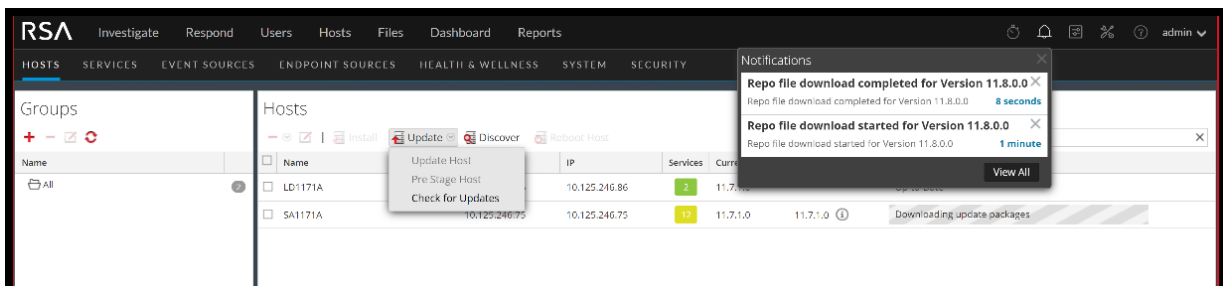 RSA Investigate Respond Users Hosts Files Dashboard Reports admin
HOSTS SERVICES EVENT SOURCES ENDPOINT SOURCES HEALTH & WELLNESS SYSTEM SECURITY
Notifications
Repo file download completed for Version 11.8.0.0
Repo file download completed for Version 11.8.0.0 8 seconds
Repo file download started for Version 11.8.0.0
Repo file download started for Version 11.8.0.0 1 minute
View All
Groups
Name
All 2
Hosts
Install Update Discover Reboot Host
Update Host
Pre Stage Host
Check for Updates
Name IP Services
LD1171A 10.125.246.86 2
SA1171A 10.125.246.75 10.125.246.75 12 11.7.1.0 11.7.1.0 Downloading update packages